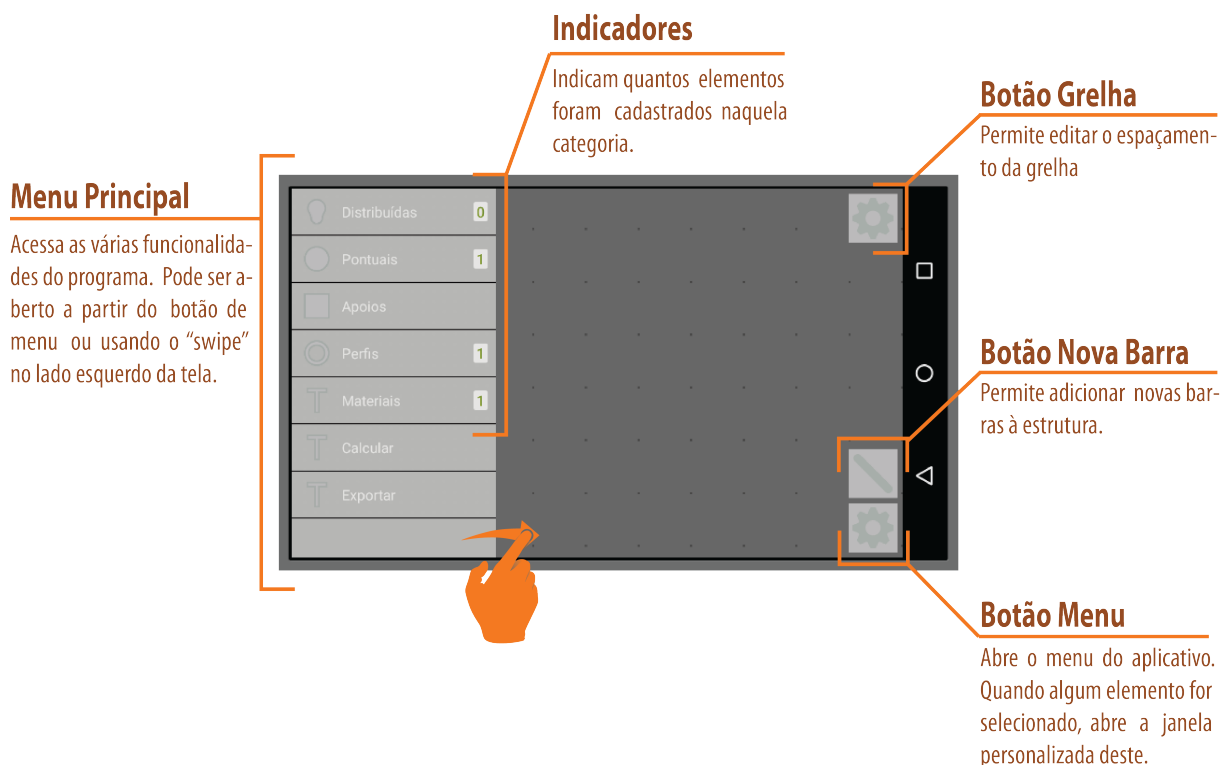 Indicadores
Indicam quantos elementos
foram cadastrados naquela
categoria.
Botão Grelha
Permite editar o espaçamen-
to da grelha
Menu Principal
Acessa as várias funcionalida-
des do programa. Pode ser a-
berto a partir do botão de
menu ou usando o “swipe”
no lado esquerdo da tela.
Distribuídas 0
Pontuais 1
Apoios
Perfis 1
Materiais 1
Calcular
Exportar
Botão Nova Barra
Permite adicionar novas bar-
ras à estrutura.
Botão Menu
Abre o menu do aplicativo.
Quando algum elemento for
selecionado, abre a janela
personalizada deste.